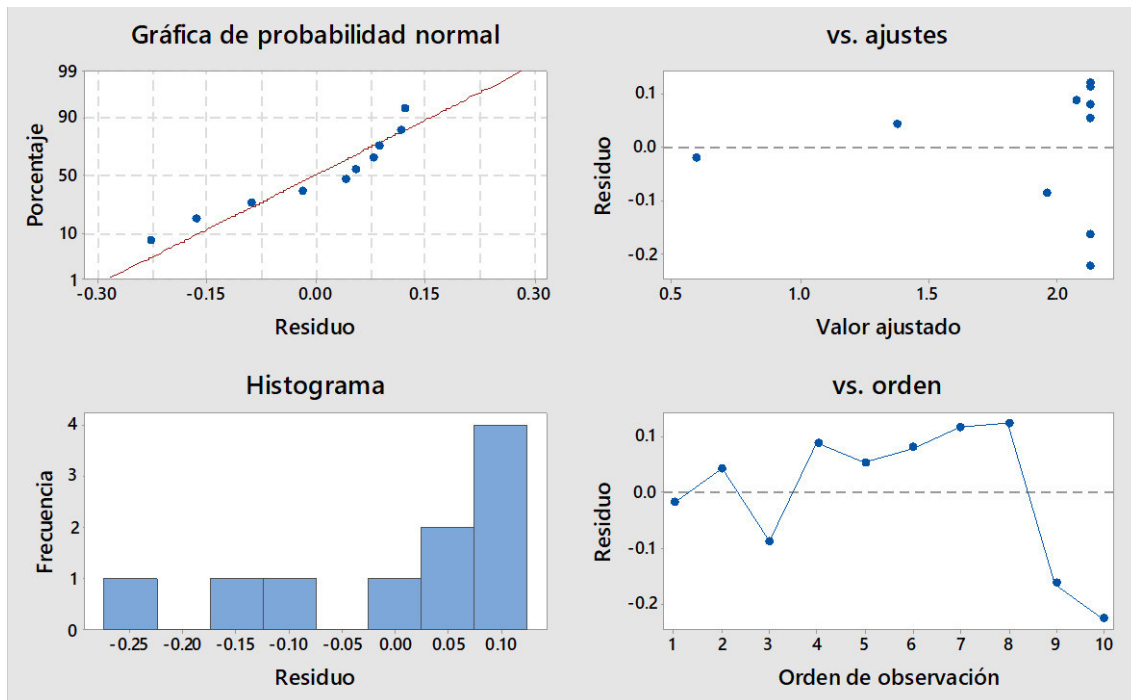 Gráfica de probabilidad normal
Porcentaje
99
90
50
10
1
-0.30 -0.15 0.00 0.15 0.30
Residuo
vs. ajustes
Residuo
0.1
0.0
-0.1
-0.2
0.5 1.0 1.5 2.0
Valor ajustado
Histograma
Frecuencia
4
3
2
1
0
-0.25 -0.20 -0.15 -0.10 -0.05 0.00 0.05 0.10
Residuo
vs. orden
Residuo
0.1
0.0
-0.1
-0.2
1 2 3 4 5 6 7 8 9 10
Orden de observación